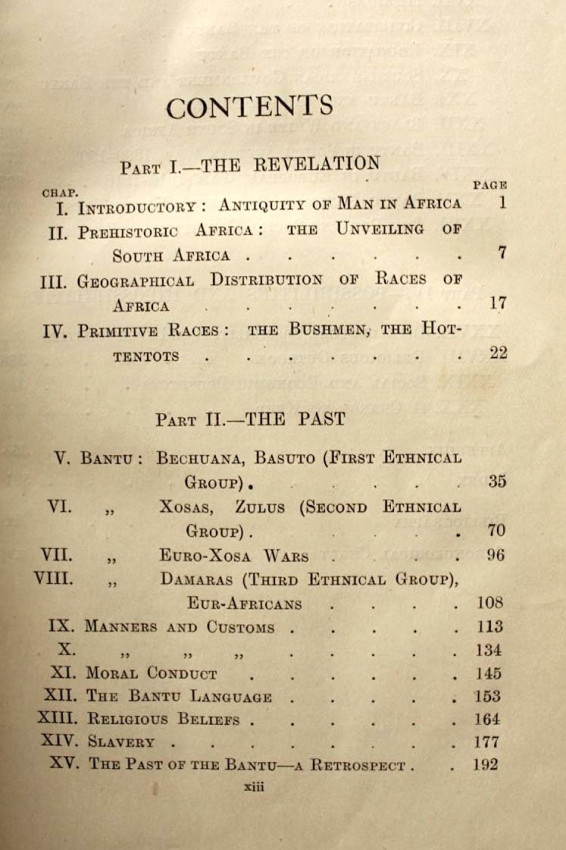 CONTENTS
PART I.—THE REVELATION
CHAP. PAGE
I. INTRODUCTORY: ANTIQUITY OF MAN IN AFRICA 1
II. PREHISTORIC AFRICA: THE UNVEILING OF
SOUTH AFRICA . . . . . . 7
III. GEOGRAPHICAL DISTRIBUTION OF RACES OF
AFRICA . . . . . . . 17
IV. PRIMITIVE RACES: THE BUSHMEN, THE HOT-
TENTOTS . . . . . . . 22
PART II.—THE PAST
V. BANTU: BECHUANA, BASUTO (FIRST ETHNICAL
GROUP) . . . . . . 35
VI. „ XOSAS, ZULUS (SECOND ETHNICAL
GROUP) . . . . . . 70
VII. „ EURO-XOSA WARS . . . . 96
VIII. „ DAMARAS (THIRD ETHNICAL GROUP),
EUR-AFRICANS . . . . 108
IX. MANNERS AND CUSTOMS . . . . . 113
X. „ „ „ . . . . . 134
XI. MORAL CONDUCT . . . . . . 145
XII. THE BANTU LANGUAGE . . . . . 153
XIII. RELIGIOUS BELIEFS . . . . . . 164
XIV. SLAVERY . . . . . . . . 177
XV. THE PAST OF THE BANTU—A RETROSPECT . . 192
xiii